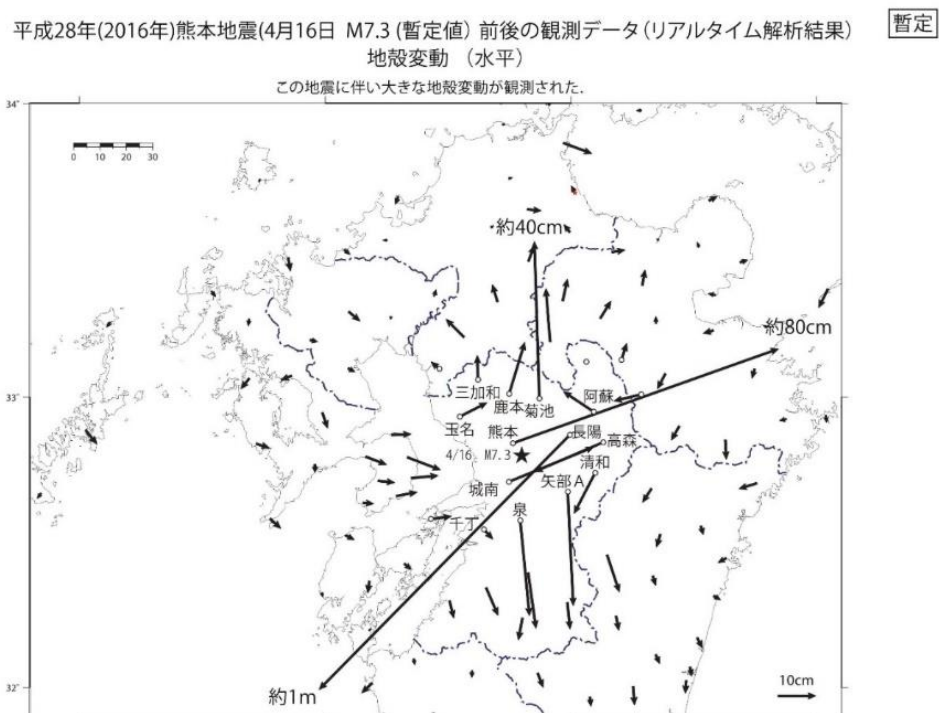 平成28年(2016年)熊本地震(4月16日 M7.3 (暫定値) 前後の観測データ(リアルタイム解析結果)
暫定
地殻変動 (水平)
この地震に伴い大きな地殻変動が観測された.
34°
0 10 20 30
約40cm
約80cm
33°
三加和
鹿本
菊池
阿蘇
玉名
熊本
長陽
高森
4/16 M7.3
清和
城南
矢部A
泉
千丁
32°
約1m
10cm